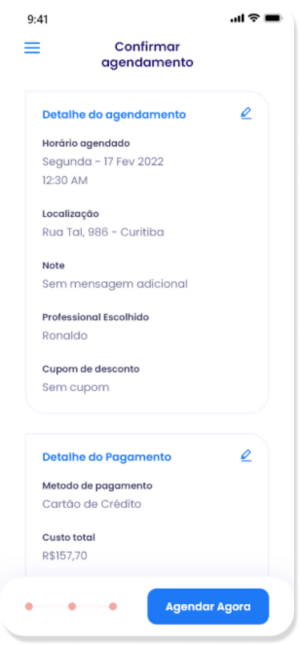 9:41
Confirmar
agendamento
Detalhe do agendamento
Horário agendado
Segunda - 17 Fev 2022
12:30 AM
Localização
Rua Tal, 986 - Curitiba
Note
Sem mensagem adicional
Professional Escolhido
Ronaldo
Cupom de desconto
Sem cupom
Detalhe do Pagamento
Metodo de pagamento
Cartão de Crédito
Custo total
R$157,70
Agendar Agora